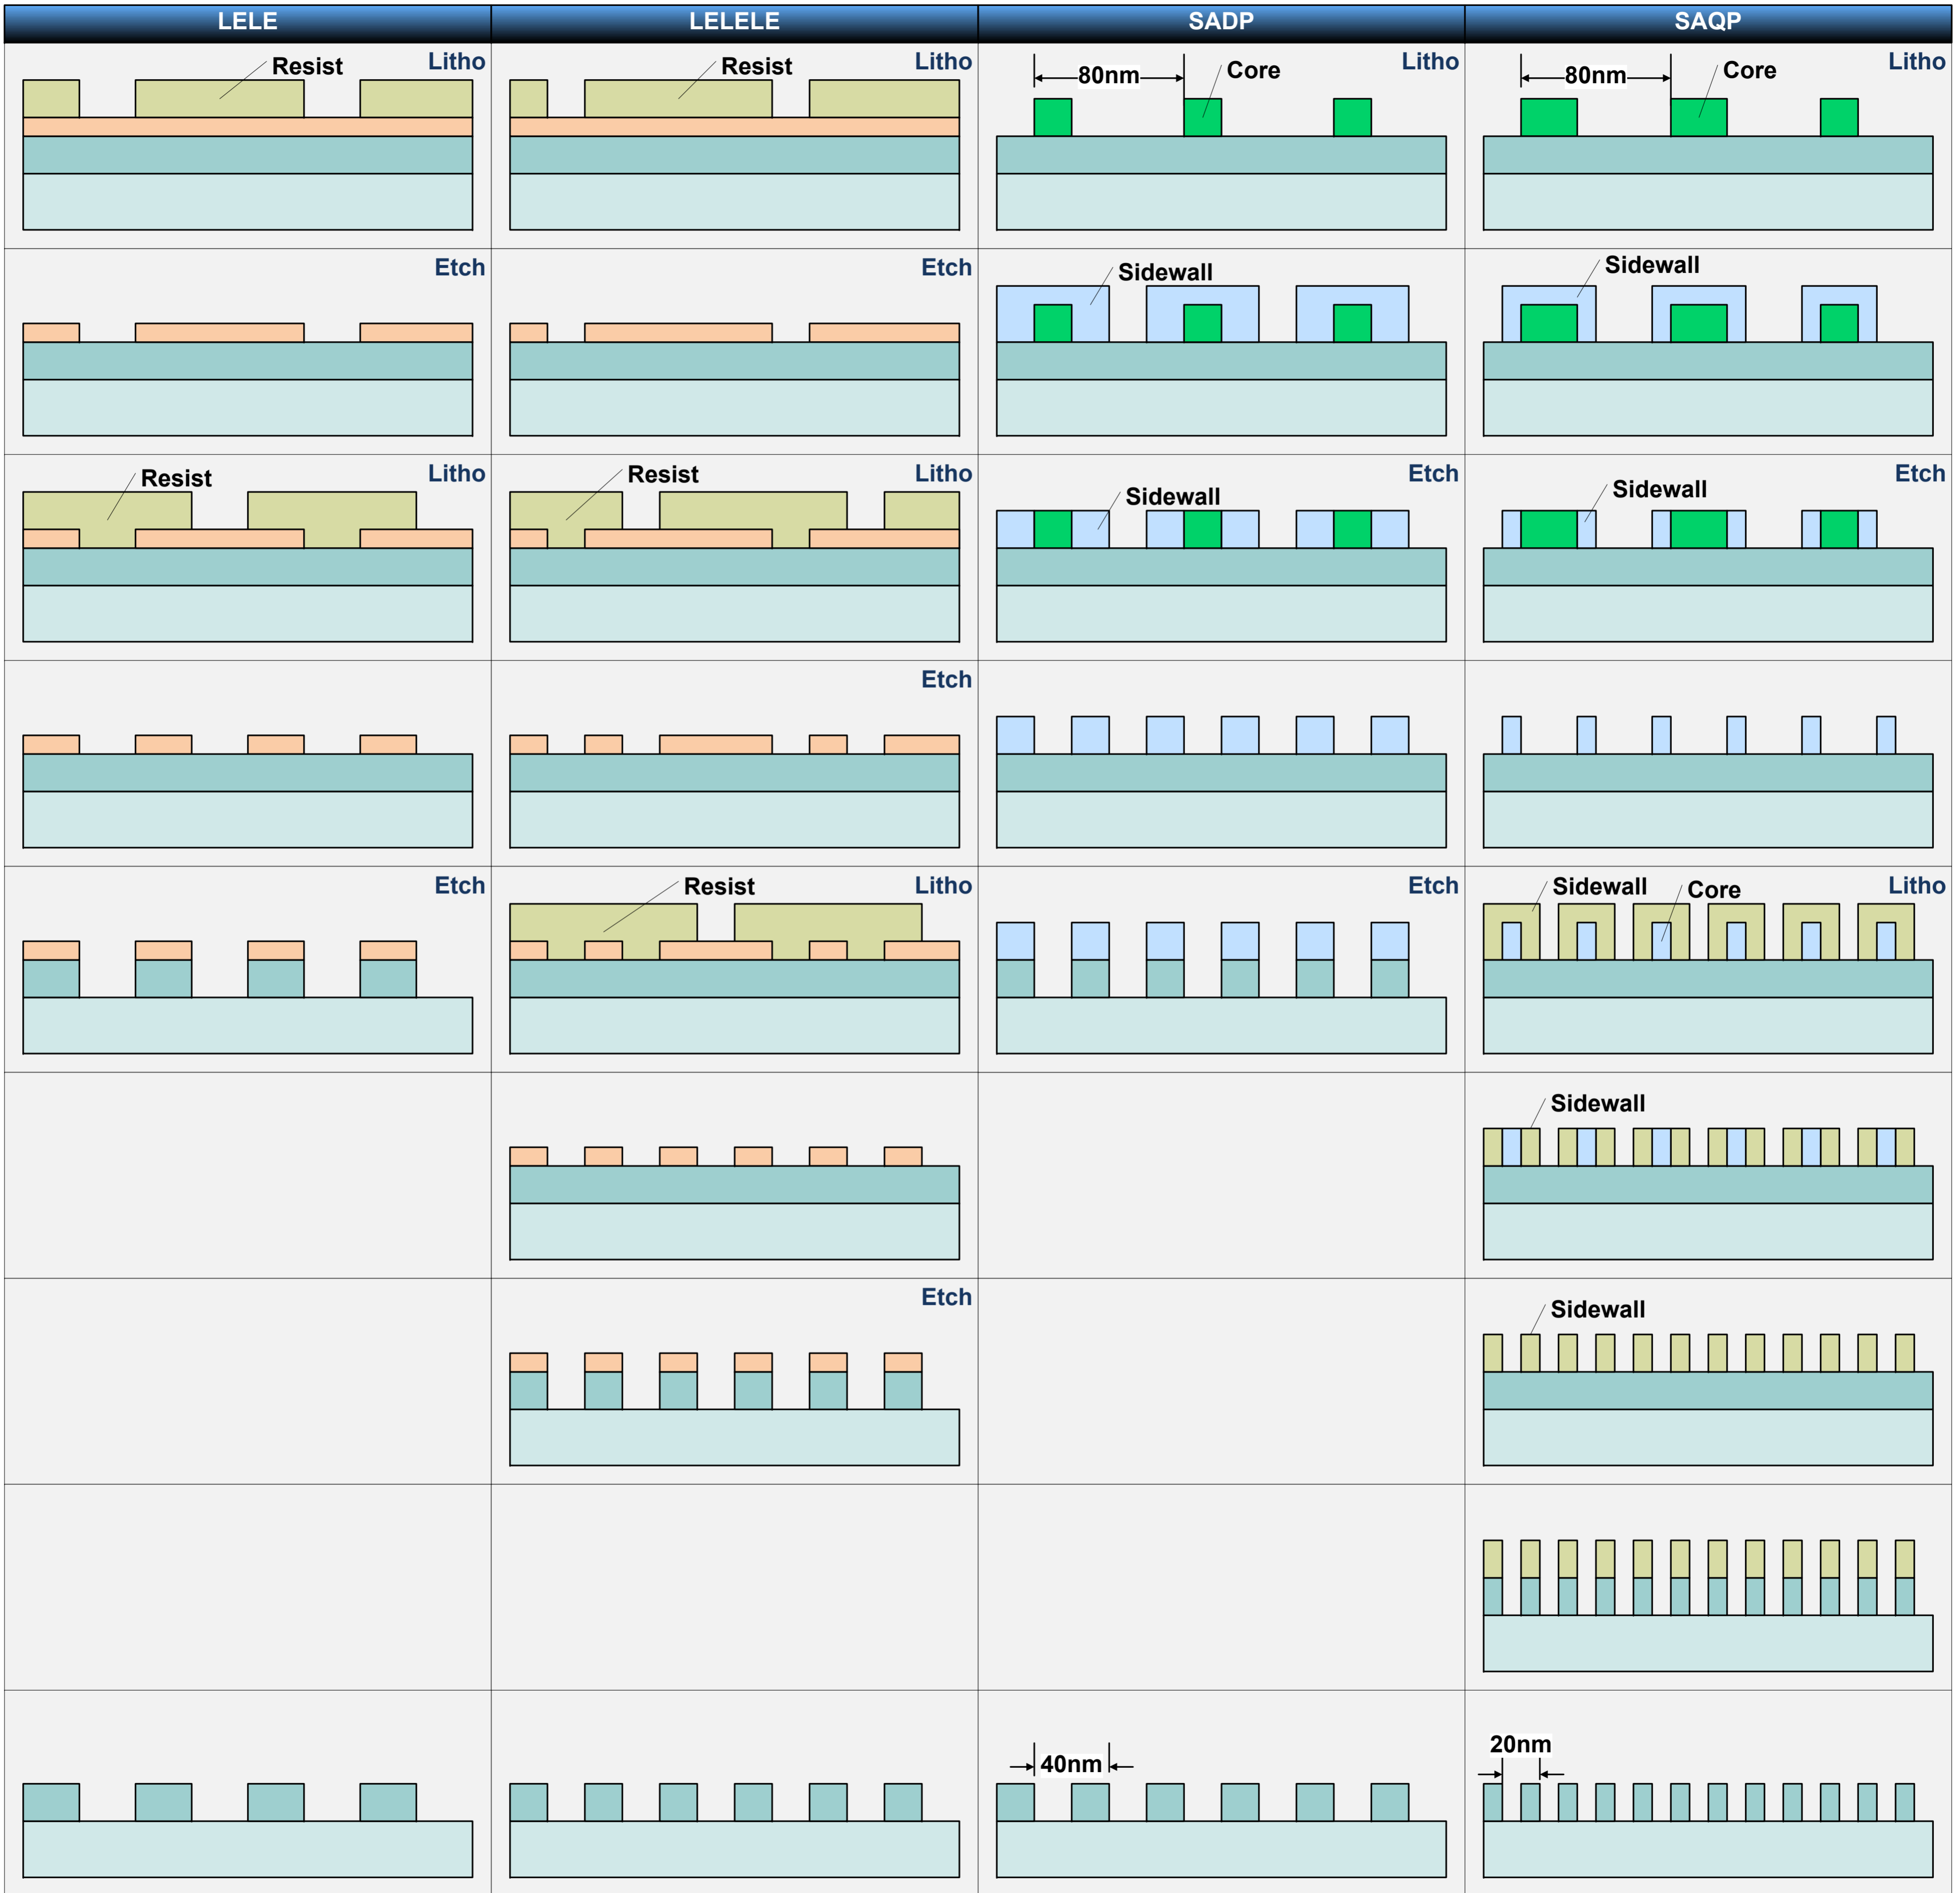 LELE
LELELE
SADP
SAQP
Resist
Litho
Resist
Litho
80nm
Core
Litho
80nm
Core
Litho
Etch
Etch
Sidewall
Sidewall
Resist
Litho
Resist
Litho
Sidewall
Etch
Sidewall
Etch
Etch
Etch
Resist
Litho
Etch
Sidewall
Core
Litho
Sidewall
Etch
Sidewall
40nm
20nm